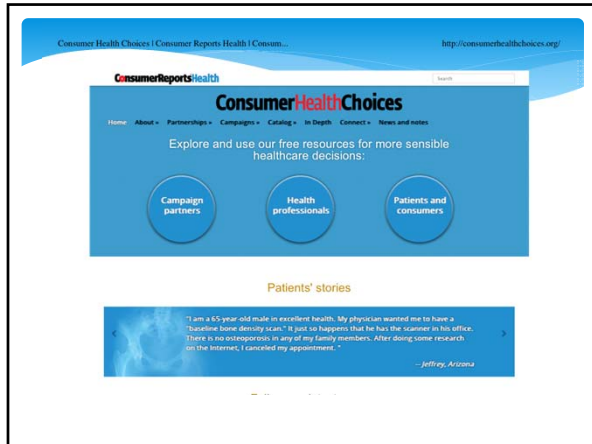 Consumer Health Choices | Consumer Reports Health | Consum... http://consumerhealthchoices.org/
ConsumerReportsHealth
Search
ConsumerHealthChoices
Home About » Partnerships » Campaigns » Catalog » In Depth Connect » News and notes
Explore and use our free resources for more sensible
healthcare decisions:
Campaign
partners
Health
professionals
Patients and
consumers
Patients' stories
"I am a 65-year-old male in excellent health. My physician wanted me to have a
"baseline bone density scan." It just so happens that he has the scanner in his office.
There is no osteoporosis in any of my family members. After doing some research
on the Internet, I canceled my appointment. "
-- Jeffrey, Arizona